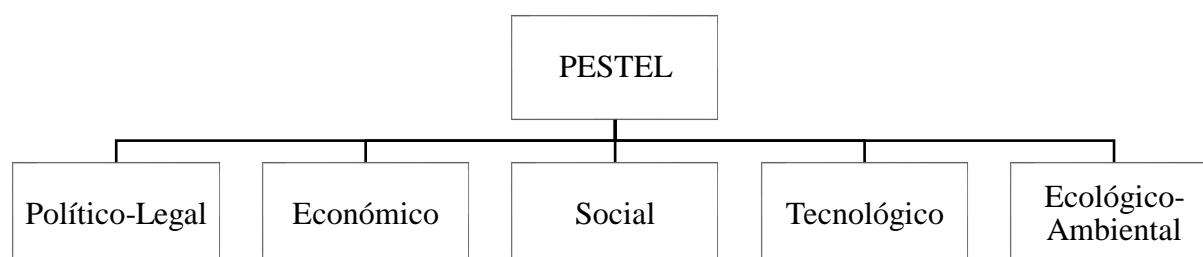 PESTEL
Político-Legal
Económico
Social
Tecnológico
Ecológico-
Ambiental